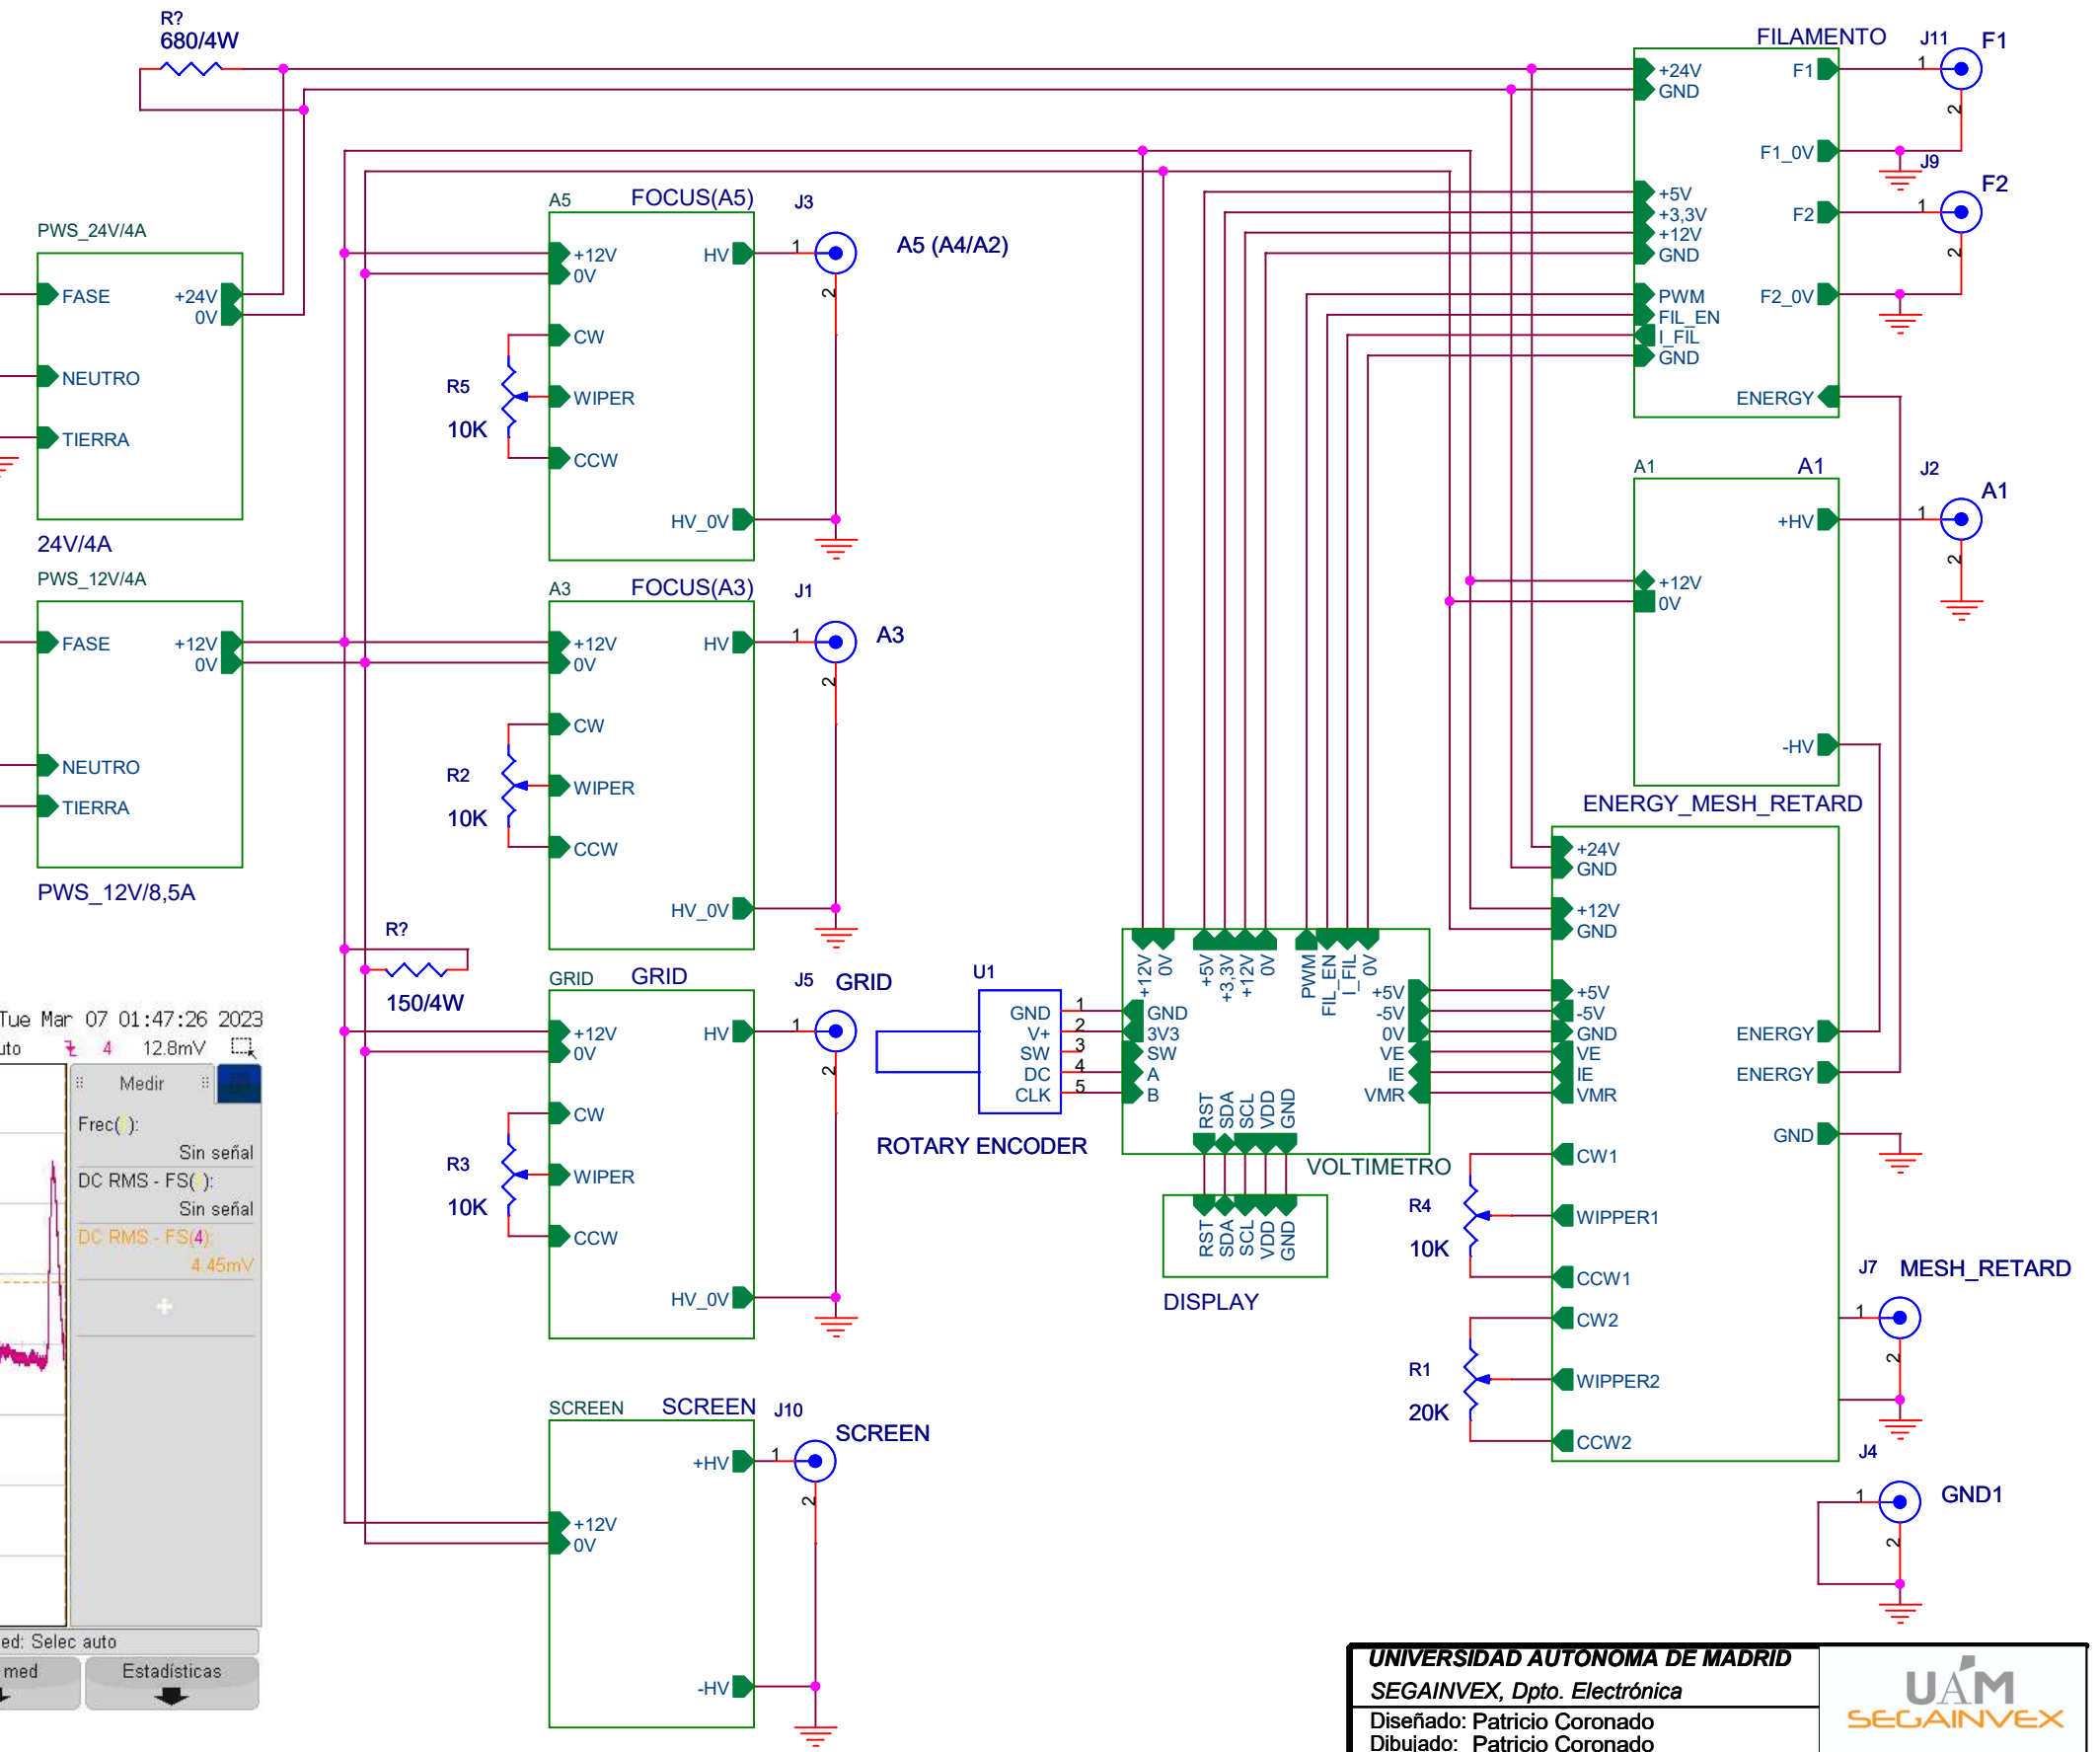 R?
680/4W
FILAMENTO
J11
F1
+24V
GND
F1
1
2
F1_0V
J9
F2
+5V
+3,3V
+12V
GND
F2
1
2
PWM
FIL_EN
I_FIL
GND
F2_0V
ENERGY
PWS_24V/4A
FASE
+24V
0V
NEUTRO
TIERRA
24V/4A
A5
FOCUS(A5)
J3
A5 (A4/A2)
+12V
0V
HV
1
2
CW
R5
10K
WIPER
CCW
HV_0V
A1
A1
J2
A1
+HV
1
2
+12V
0V
-HV
PWS_12V/4A
FASE
+12V
0V
NEUTRO
TIERRA
PWS_12V/8,5A
A3
FOCUS(A3)
J1
A3
+12V
0V
HV
1
2
CW
R2
10K
WIPER
CCW
HV_0V
R?
150/4W
GRID
GRID
J5
GRID
+12V
0V
HV
1
2
CW
R3
10K
WIPER
CCW
HV_0V
U1
GND
V+
SW
DC
CLK
1
2
3
4
5
ROTARY ENCODER
+12V
0V
+5V
+3,3V
+12V
0V
PWM
FIL_EN
I_FIL
0V
GND
3V3
SW
A
B
+5V
-5V
0V
VE
IE
VMR
RST
SDA
SCL
VDD
GND
VOLTIMETRO
RST
SDA
SCL
VDD
GND
DISPLAY
ENERGY_MESH_RETARD
+24V
GND
+12V
GND
+5V
-5V
GND
VE
IE
VMR
ENERGY
ENERGY
GND
CW1
R4
10K
WIPPER1
CCW1
CW2
R1
20K
WIPPER2
CCW2
J7
MESH_RETARD
1
2
J4
GND1
1
2
SCREEN
SCREEN
J10
SCREEN
+HV
1
2
+12V
0V
-HV
Tue Mar 07 01:47:26 2023
uto
4
12.8mV
Medir
Frec( ):
Sin señal
DC RMS - FS( ):
Sin señal
DC RMS - FS(4):
4.45mV
ed: Selec auto
med
Estadísticas
UNIVERSIDAD AUTONOMA DE MADRID
SEGAINVEX, Dpto. Electrónica
Diseñado: Patricio Coronado
Dibujado: Patricio Coronado
UAM
SEGAINVEX